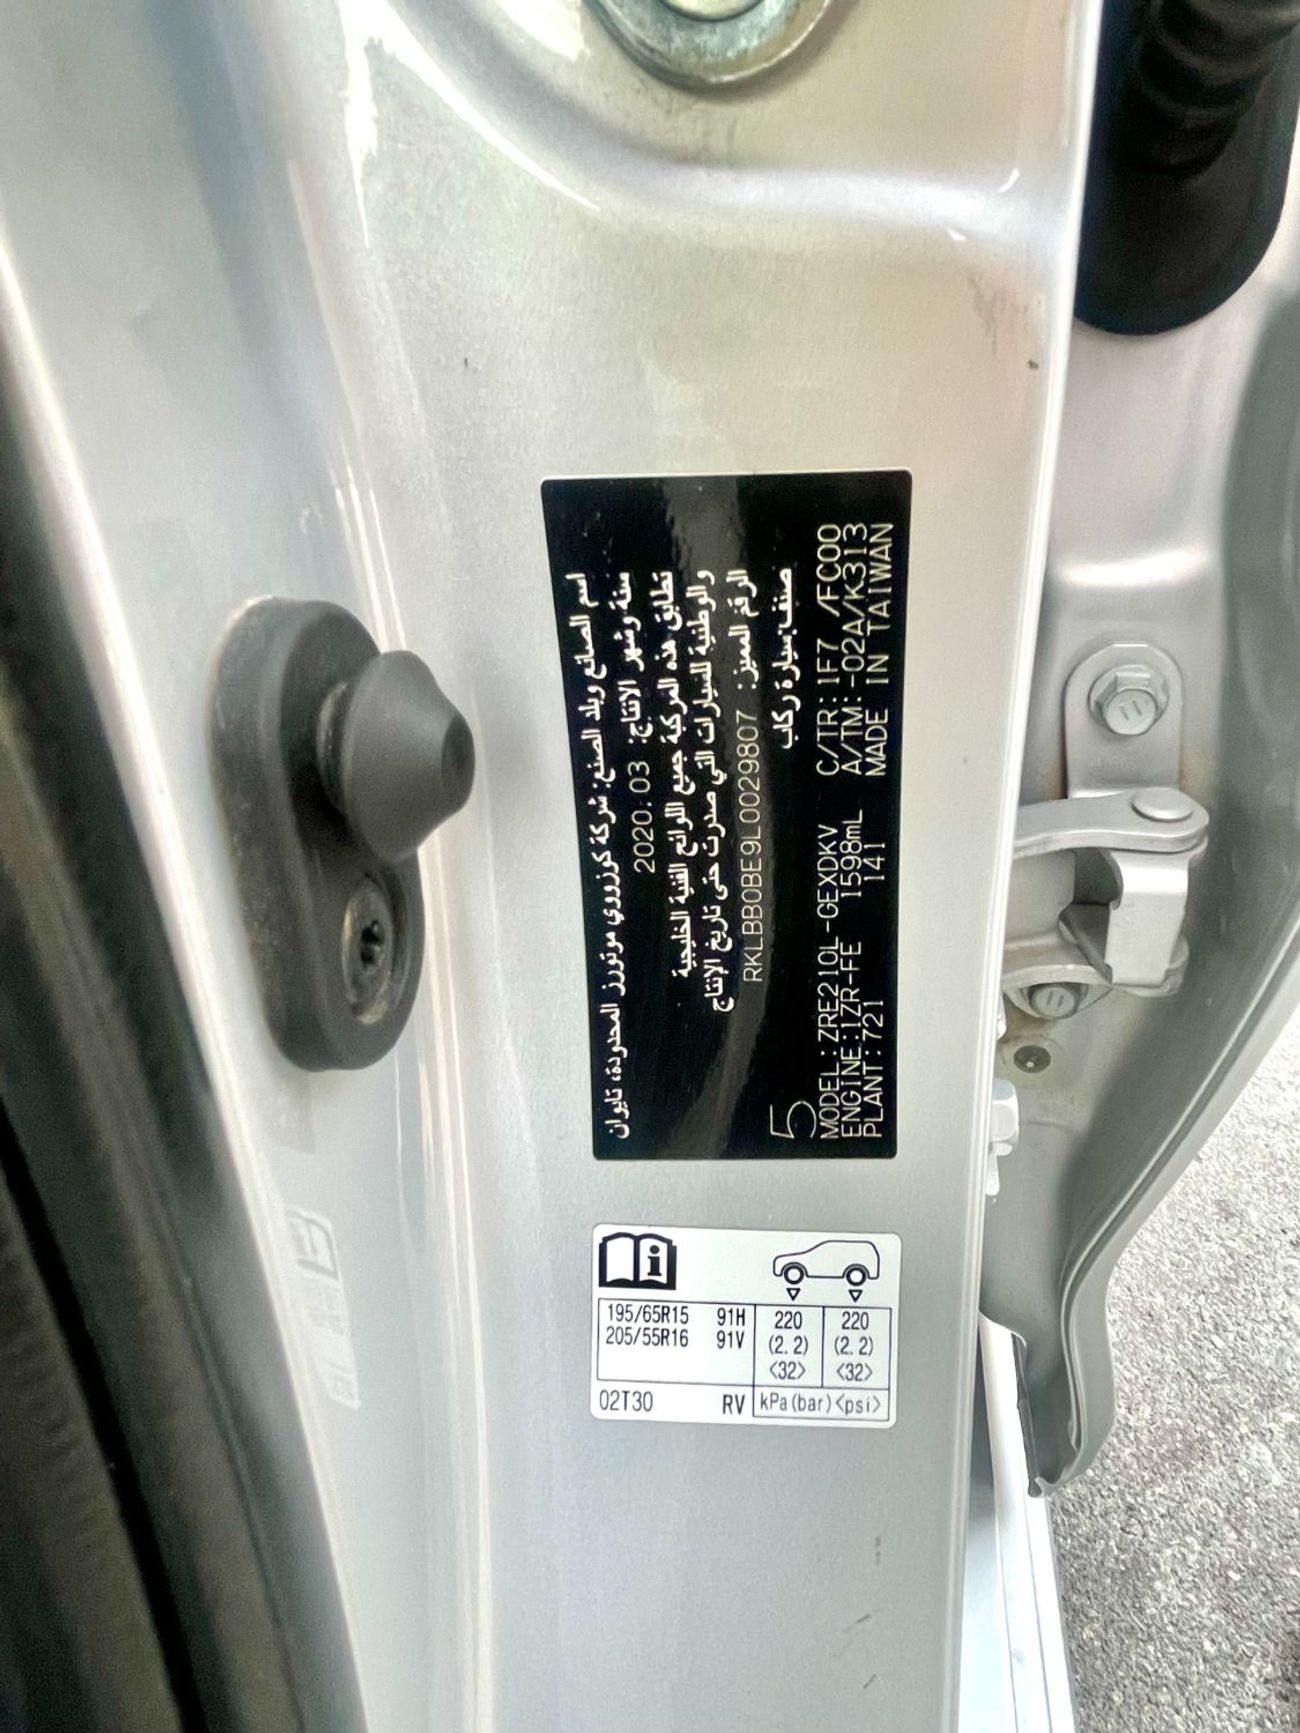 اسم الصانع وبلد الصنع: شركة كوزووي موتورز المحدودة، تايوان
سنة وشهر الانتاج: 2020.03
تطابق هذه المركبة جميع اللوائح الفنية الخليجية
والوطنية للسيارات التي صدرت حتى تاريخ الإنتاج
الرقم المميز: RKLBB0BE9L0029807
صنف:سيارة ركاب
5
MODEL:ZRE210L-GEXDKV C/TR:1F7 /FC00
ENGINE:1ZR-FE 1598mL A/TM:-02A/K313
PLANT:721 141 MADE IN TAIWAN
195/65R15 91H 220 220
205/55R16 91V (2.2) (2.2)
<32> <32>
02T30 RV kPa(bar)<psi>